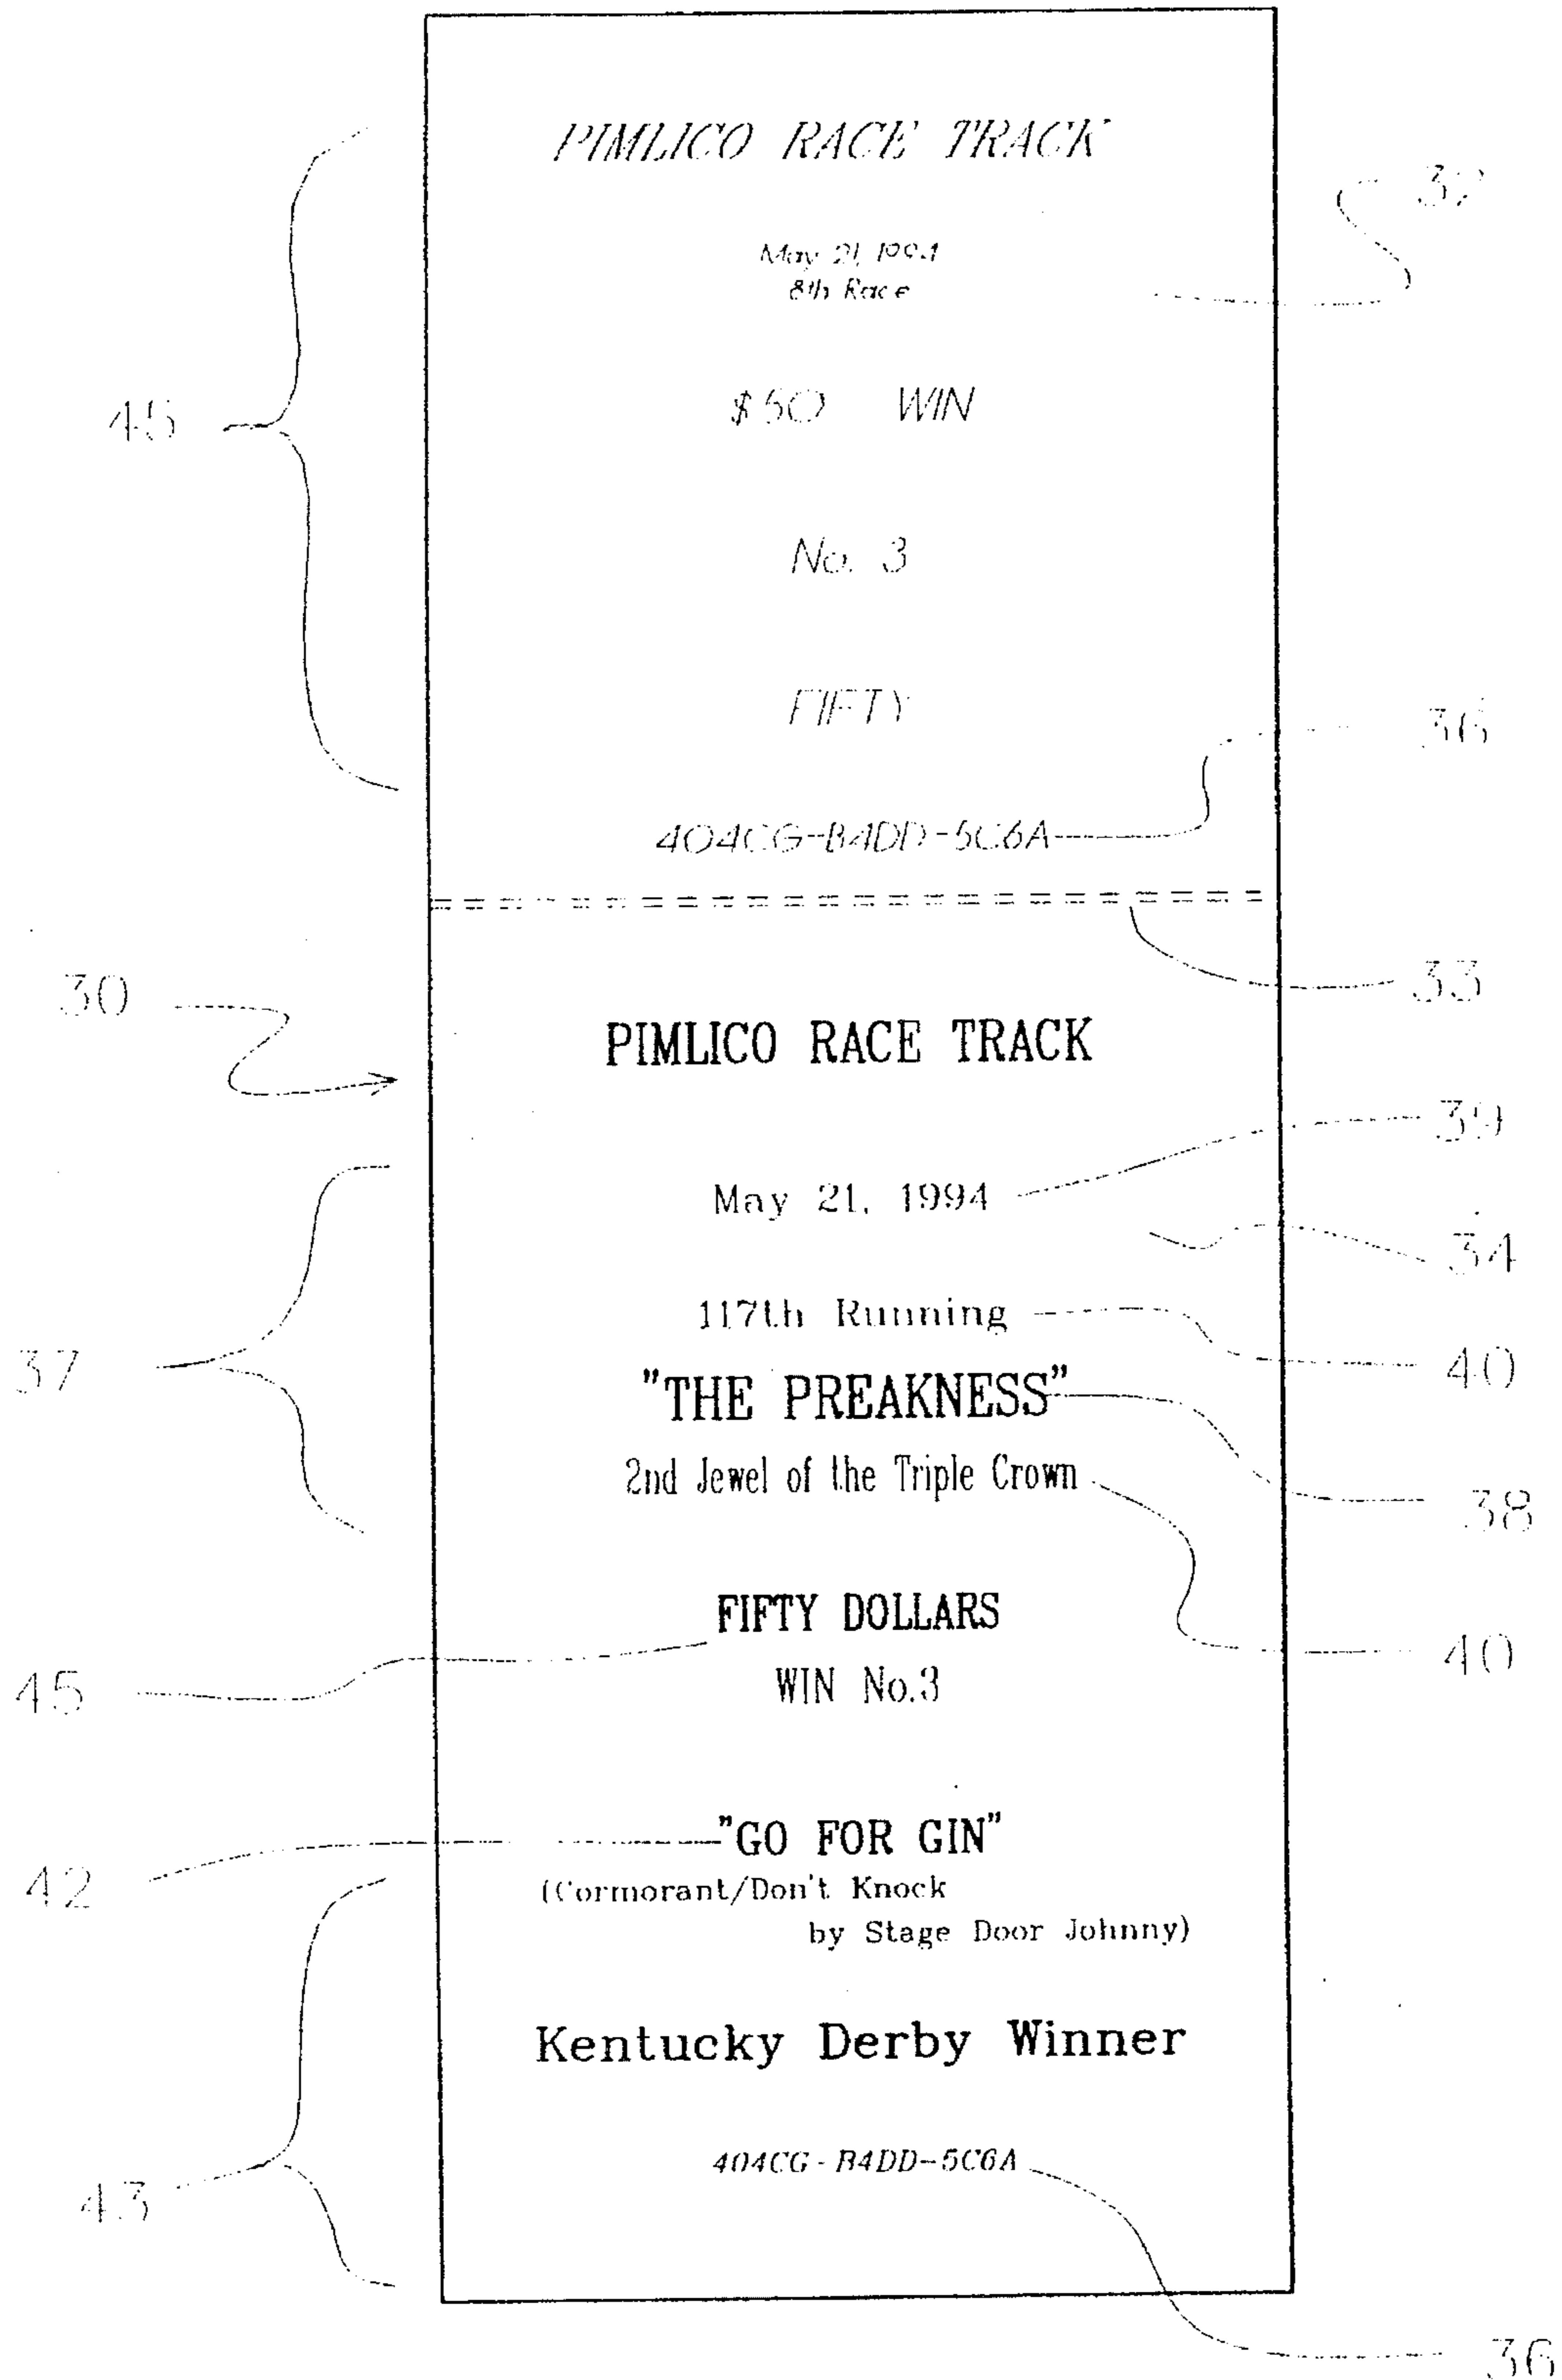 PIMLICO RACE TRACK
32
May 21, 1994
8th Race
$50 WIN
45
No. 3
FIFTY
36
404CG-B4DD-5C6A
33
30
PIMLICO RACE TRACK
39
May 21, 1994
34
117th Running
40
37
"THE PREAKNESS"
2nd Jewel of the Triple Crown
38
FIFTY DOLLARS
40
45
WIN No.3
"GO FOR GIN"
42
(Cormorant/Don't Knock
by Stage Door Johnny)
Kentucky Derby Winner
404CG-B4DD-5C6A
43
36